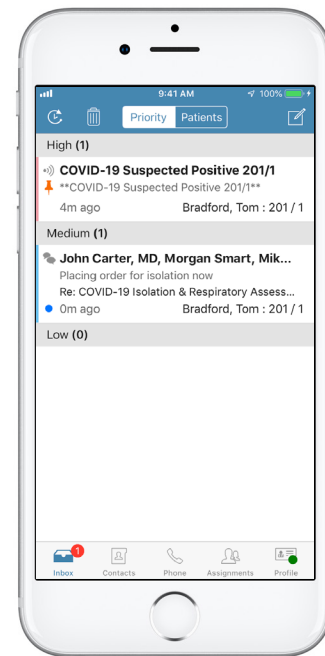 9:41 AM
100%
Priority Patients
High (1)
COVID-19 Suspected Positive 201/1
**COVID-19 Suspected Positive 201/1**
4m ago Bradford, Tom : 201 / 1
Medium (1)
John Carter, MD, Morgan Smart, Mik...
Placing order for isolation now
Re: COVID-19 Isolation & Respiratory Assess...
0m ago Bradford, Tom : 201 / 1
Low (0)
1
Inbox Contacts Phone Assignments Profile